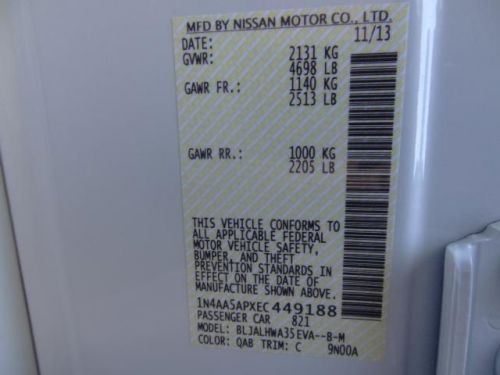 MFD BY NISSAN MOTOR CO., LTD.
DATE: 11/13
GVWR: 2131 KG
4698 LB
GAWR FR.: 1140 KG
2513 LB
GAWR RR.: 1000 KG
2205 LB
THIS VEHICLE CONFORMS TO
ALL APPLICABLE FEDERAL
MOTOR VEHICLE SAFETY,
BUMPER, AND THEFT
PREVENTION STANDARDS IN
EFFECT ON THE DATE OF
MANUFACTURE SHOWN ABOVE.
1N4AA5APXEC449188
PASSENGER CAR 821
MODEL: BLJALHWA35EVA--B-M
COLOR: QAB TRIM: C 9N00A